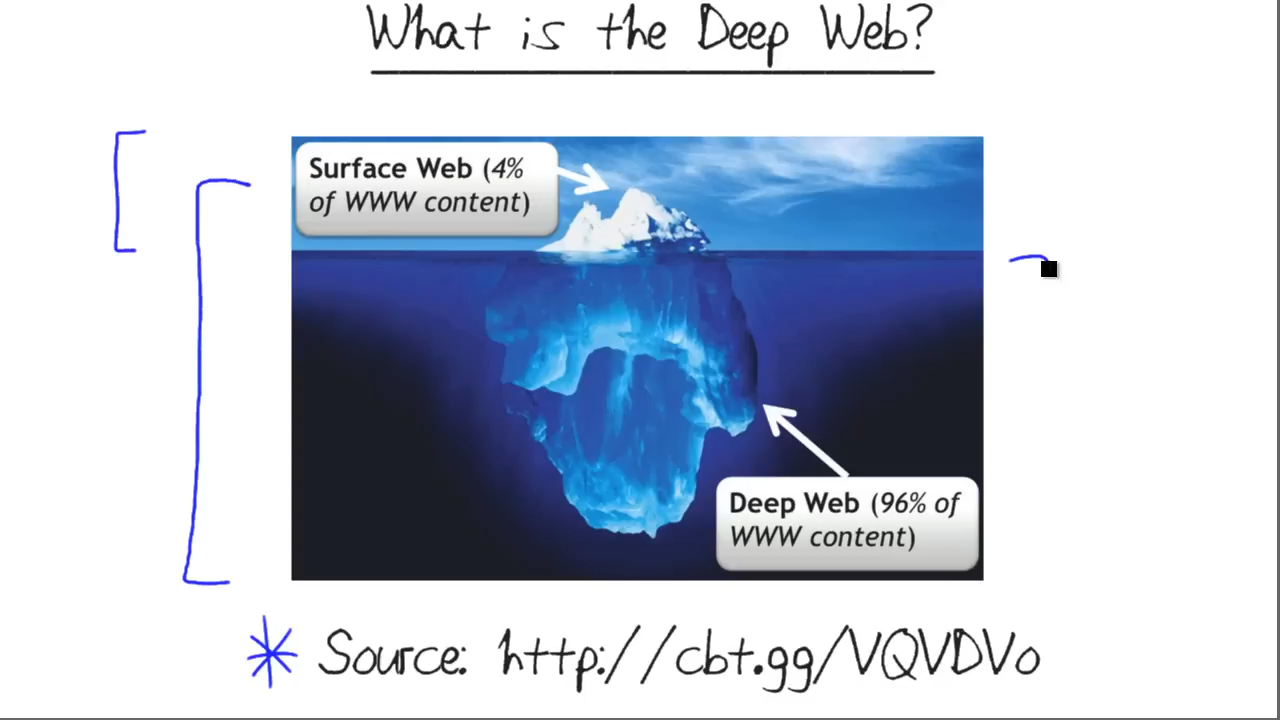 What is the Deep Web?
Surface Web (4%
of WWW content)
Deep Web (96% of
WWW content)
* Source: http://cbt.gg/VQVDVo